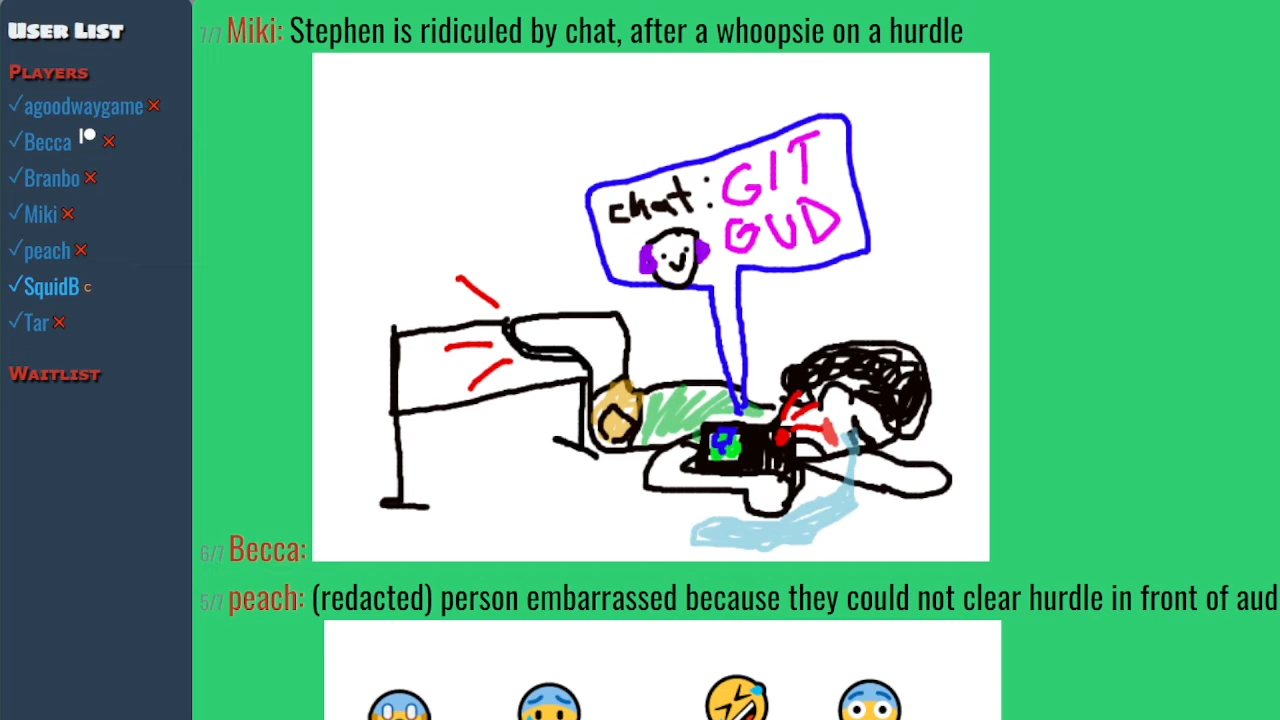 User List
Players
✓agoodwaygame ✕
✓Becca ✕
✓Branbo ✕
✓Miki ✕
✓peach ✕
✓SquidB c
✓Tar ✕
Waitlist
7/7 Miki: Stephen is ridiculed by chat, after a whoopsie on a hurdle
chat: GIT
GUD
6/7 Becca:
5/7 peach: (redacted) person embarrassed because they could not clear hurdle in front of aud